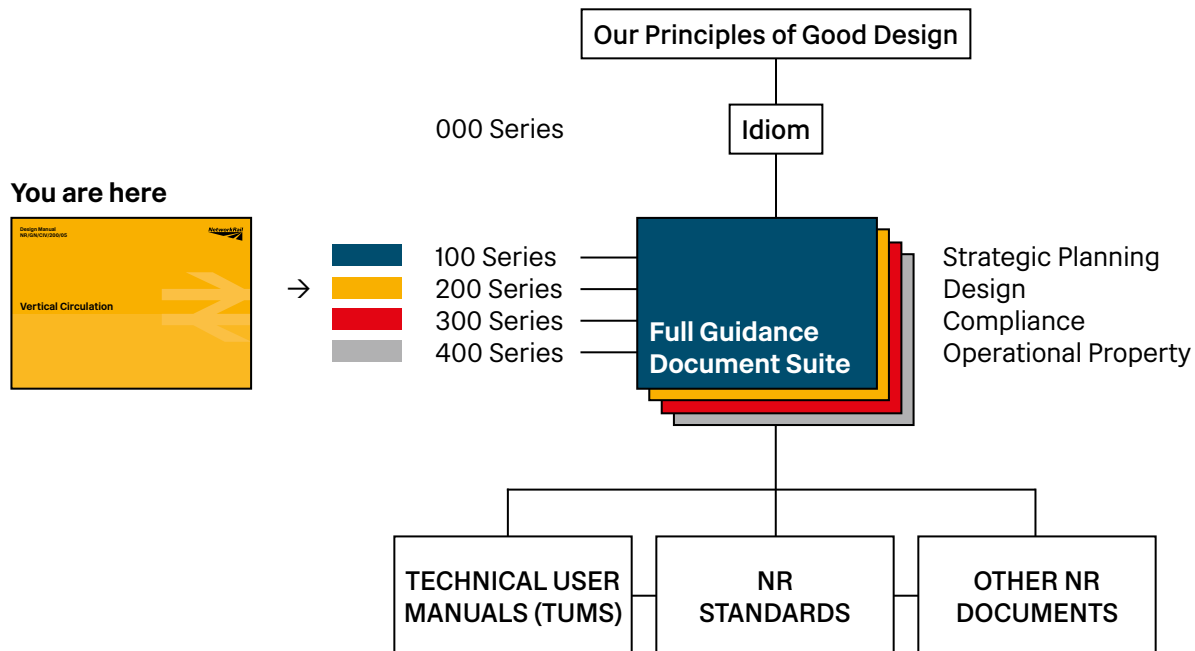 Our Principles of Good Design
000 Series
Idiom
You are here
Design Manual
NR/GN/CIV/200/05
NetworkRail
Vertical Circulation
→
100 Series
200 Series
300 Series
400 Series
Full Guidance
Document Suite
Strategic Planning
Design
Compliance
Operational Property
TECHNICAL USER
MANUALS (TUMS)
NR
STANDARDS
OTHER NR
DOCUMENTS